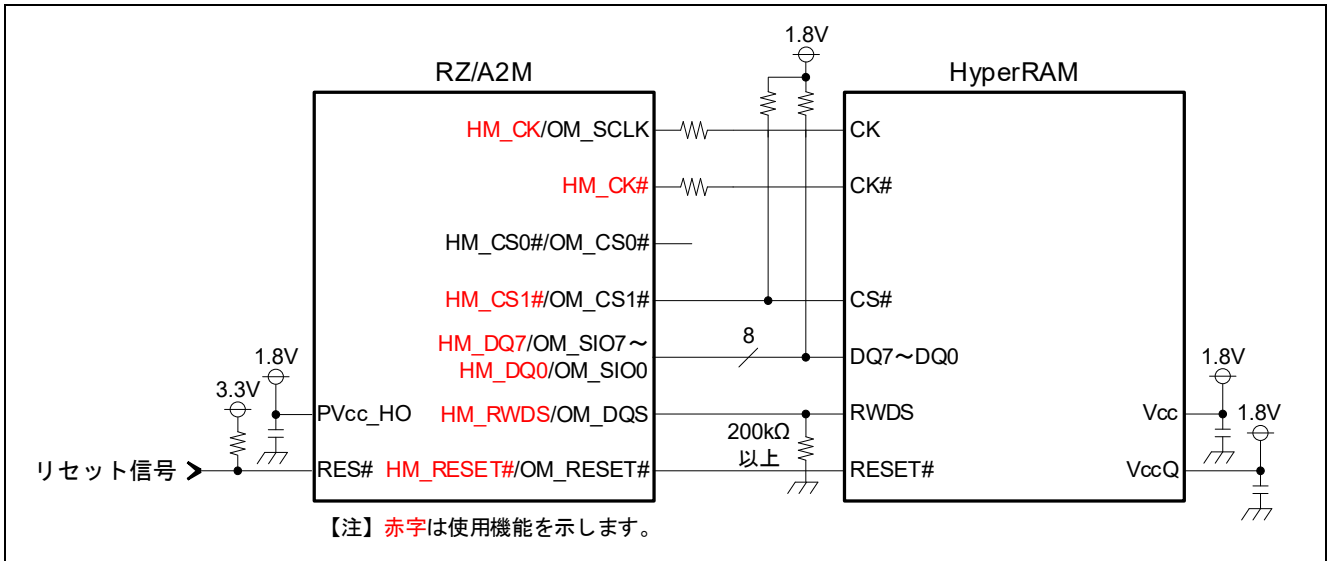 1.8V
RZ/A2M
HyperRAM
HM_CK/OM_SCLK
CK
HM_CK#
CK#
HM_CS0#/OM_CS0#
HM_CS1#/OM_CS1#
CS#
HM_DQ7/OM_SIO7～
HM_DQ0/OM_SIO0
8
DQ7～DQ0
1.8V
3.3V
PVcc_HO
HM_RWDS/OM_DQS
RWDS
200kΩ
以上
1.8V
Vcc
1.8V
リセット信号
RES#
HM_RESET#/OM_RESET#
RESET#
VccQ
【注】赤字は使用機能を示します。